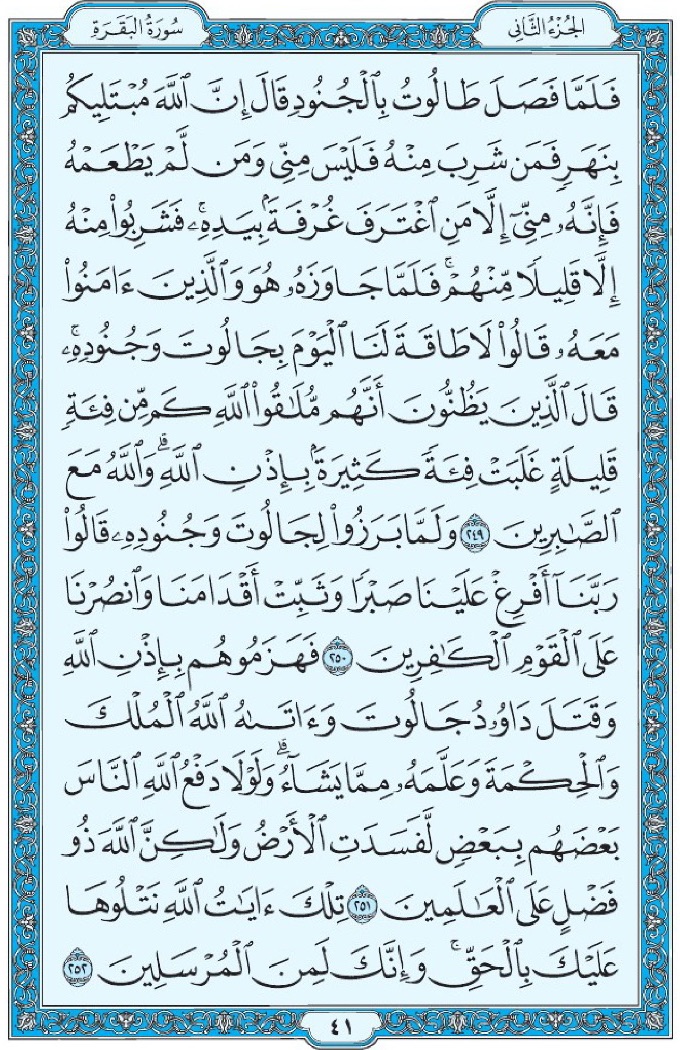 الجُزْءُ الثَّانِي
سُورَةُ البَقَرَةِ
فَلَمَّا فَصَلَ طَالُوتُ بِٱلْجُنُودِ قَالَ إِنَّ ٱللَّهَ مُبْتَلِيكُم
بِنَهَرٍ فَمَن شَرِبَ مِنْهُ فَلَيْسَ مِنِّي وَمَن لَّمْ يَطْعَمْهُ
فَإِنَّهُۥ مِنِّيٓ إِلَّا مَنِ ٱغْتَرَفَ غُرْفَةَۢ بِيَدِهِۦۚ فَشَرِبُوا۟ مِنْهُ
إِلَّا قَلِيلًا مِّنْهُمْۚ فَلَمَّا جَاوَزَهُۥ هُوَ وَٱلَّذِينَ ءَامَنُوا۟
مَعَهُۥ قَالُوا۟ لَا طَاقَةَ لَنَا ٱلْيَوْمَ بِجَالُوتَ وَجُنُودِهِۦۚ
قَالَ ٱلَّذِينَ يَظُنُّونَ أَنَّهُم مُّلَٰقُوا۟ ٱللَّهِ كَم مِّن فِئَةٍ
قَلِيلَةٍ غَلَبَتْ فِئَةً كَثِيرَةَۢ بِإِذْنِ ٱللَّهِۗ وَٱللَّهُ مَعَ
ٱلصَّٰبِرِينَ ٢٤٩ وَلَمَّا بَرَزُوا۟ لِجَالُوتَ وَجُنُودِهِۦ قَالُوا۟
رَبَّنَآ أَفْرِغْ عَلَيْنَا صَبْرًا وَثَبِّتْ أَقْدَامَنَا وَٱنصُرْنَا
عَلَى ٱلْقَوْمِ ٱلْكَٰفِرِينَ ٢٥٠ فَهَزَمُوهُم بِإِذْنِ ٱللَّهِ
وَقَتَلَ دَاوُۥدُ جَالُوتَ وَءَاتَىٰهُ ٱللَّهُ ٱلْمُلْكَ
وَٱلْحِكْمَةَ وَعَلَّمَهُۥ مِمَّا يَشَآءُۗ وَلَوْلَا دَفْعُ ٱللَّهِ ٱلنَّاسَ
بَعْضَهُم بِبَعْضٍ لَّفَسَدَتِ ٱلْأَرْضُ وَلَٰكِنَّ ٱللَّهَ ذُو
فَضْلٍ عَلَى ٱلْعَٰلَمِينَ ٢٥١ تِلْكَ ءَايَٰتُ ٱللَّهِ نَتْلُوهَا
عَلَيْكَ بِٱلْحَقِّۚ وَإِنَّكَ لَمِنَ ٱلْمُرْسَلِينَ ٢٥٢
٤١